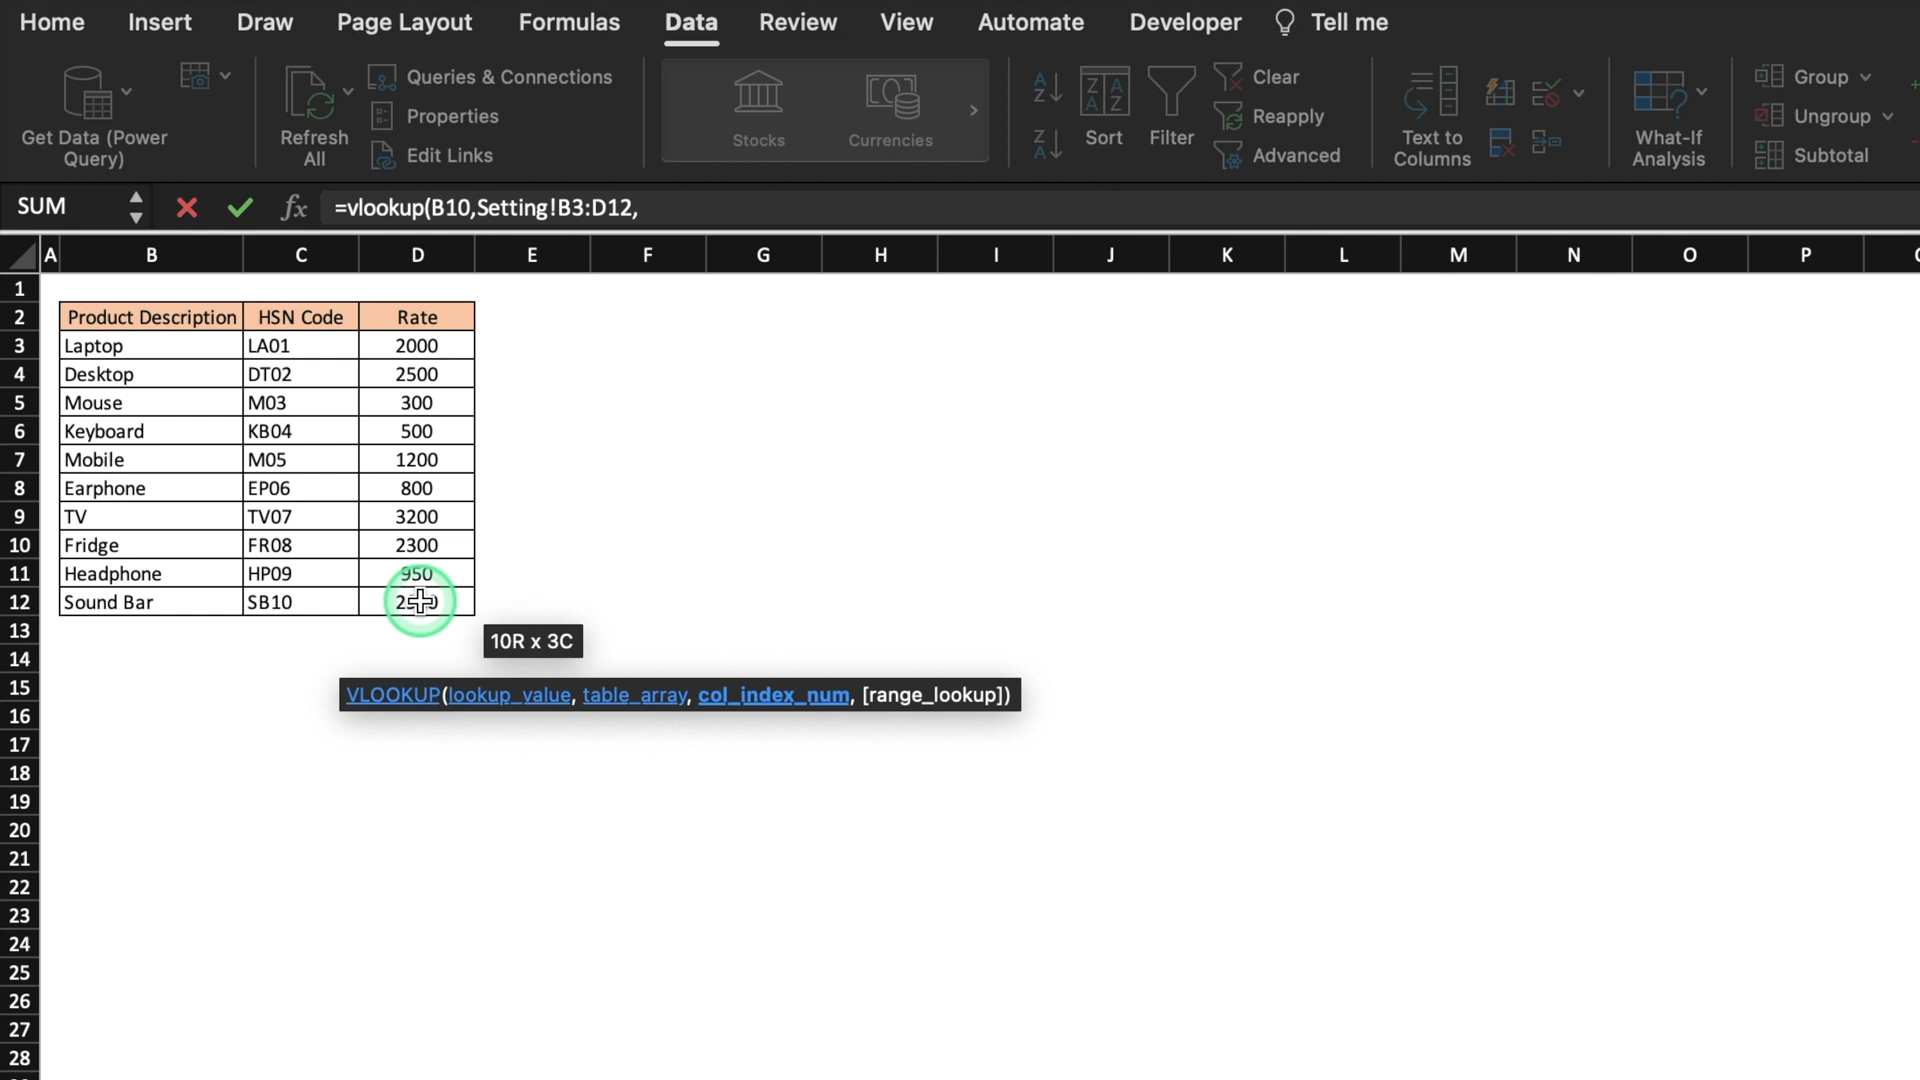 Home Insert Draw Page Layout Formulas Data Review View Automate Developer Tell me
Get Data (Power Query)
Refresh All
Queries & Connections
Properties
Edit Links
Stocks
Currencies
Sort
Filter
Clear
Reapply
Advanced
Text to Columns
What-If Analysis
Group
Ungroup
Subtotal
SUM fx =vlookup(B10,Setting!B3:D12,
A B C D E F G H I J K L M N O P
1
2 Product Description HSN Code Rate
3 Laptop LA01 2000
4 Desktop DT02 2500
5 Mouse M03 300
6 Keyboard KB04 500
7 Mobile M05 1200
8 Earphone EP06 800
9 TV TV07 3200
10 Fridge FR08 2300
11 Headphone HP09 950
12 Sound Bar SB10
13
10R x 3C
14
15 VLOOKUP(lookup_value, table_array, col_index_num, [range_lookup])
16
17
18
19
20
21
22
23
24
25
26
27
28